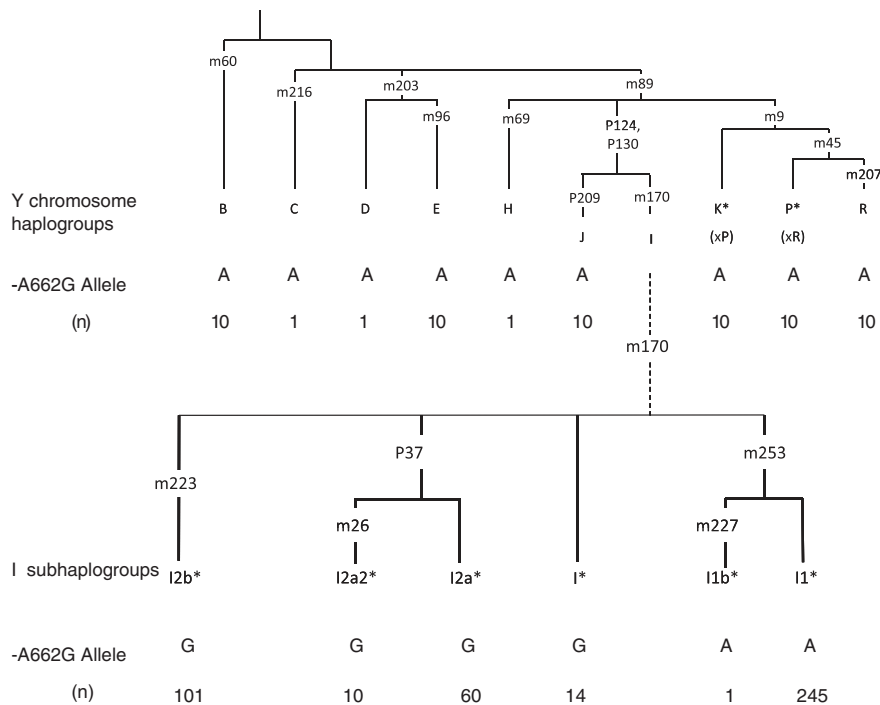 m60
m216
m203
m89
m96
m69
P124,
P130
m9
m45
m207
P209
m170
Y chromosome
haplogroups
B C D E H K* P* R
J I (xP) (xR)
-A662G Allele A A A A A A A A A
(n) 10 1 1 10 1 10 10 10 10
m170
m223
P37
m253
m26
m227
I subhaplogroups I2b* I2a2* I2a* I* I1b* I1*
-A662G Allele G G G G A A
(n) 101 10 60 14 1 245